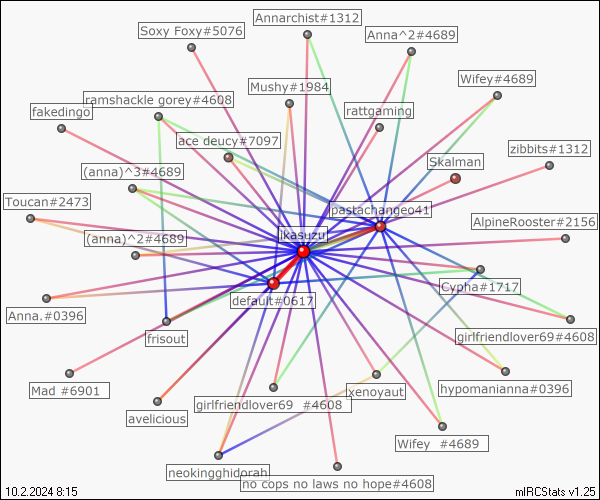 Annarchist#1312
Soxy Foxy#5076
Anna^2#4689
Wifey#4689
Mushy#1984
ramshackle gorey#4608
fakedingo
rattgaming
ace deucy#7097
zibbits#1312
Skalman
(anna)^3#4689
Toucan#2473
pastachangeo41
AlpineRooster#2156
jkasuzu
(anna)^2#4689
Cypha#1717
default#0617
Anna.#0396
frisout
girlfriendlover69#4608
Mad #6901
hypomanianna#0396
xenoyaut
girlfriendlover69 #4608
avelicious
Wifey #4689
neokingghidorah
no cops no laws no hope#4608
10.2.2024 8:15
mIRCStats v1.25